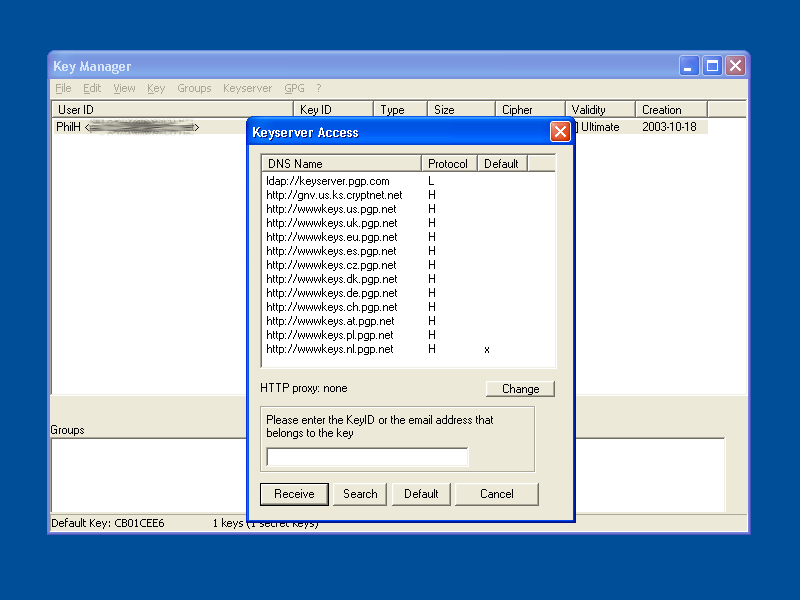 Key Manager
File Edit View Key Groups Keyserver GPG ?
User ID Key ID Type Size Cipher Validity Creation
PhilH < > ] Ultimate 2003-10-18
Keyserver Access
DNS Name Protocol Default
ldap://keyserver.pgp.com L
http://gnv.us.ks.cryptnet.net H
http://wwwkeys.us.pgp.net H
http://wwwkeys.uk.pgp.net H
http://wwwkeys.eu.pgp.net H
http://wwwkeys.es.pgp.net H
http://wwwkeys.cz.pgp.net H
http://wwwkeys.dk.pgp.net H
http://wwwkeys.de.pgp.net H
http://wwwkeys.ch.pgp.net H
http://wwwkeys.at.pgp.net H
http://wwwkeys.pl.pgp.net H
http://wwwkeys.nl.pgp.net H x
HTTP proxy: none Change
Please enter the KeyID or the email address that
belongs to the key
Receive Search Default Cancel
Groups
Default Key: CB01CEE6 1 keys (1 secret keys)